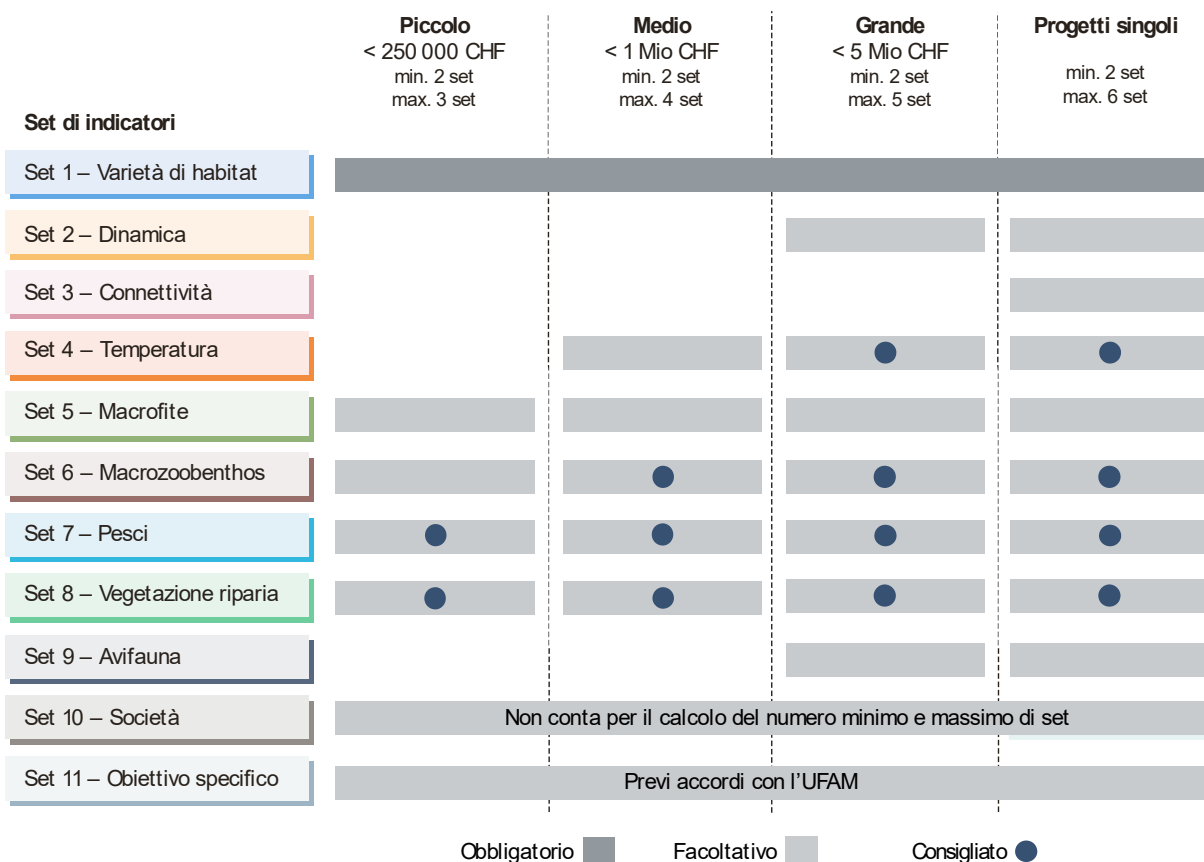 Piccolo
< 250 000 CHF
min. 2 set
max. 3 set
Medio
< 1 Mio CHF
min. 2 set
max. 4 set
Grande
< 5 Mio CHF
min. 2 set
max. 5 set
Progetti singoli
min. 2 set
max. 6 set
Set di indicatori
Set 1 – Varietà di habitat
Set 2 – Dinamica
Set 3 – Connettività
Set 4 – Temperatura
Set 5 – Macrofite
Set 6 – Macrozoobenthos
Set 7 – Pesci
Set 8 – Vegetazione riparia
Set 9 – Avifauna
Set 10 – Società
Non conta per il calcolo del numero minimo e massimo di set
Set 11 – Obiettivo specifico
Previ accordi con l'UFAM
Obbligatorio
Facoltativo
Consigliato